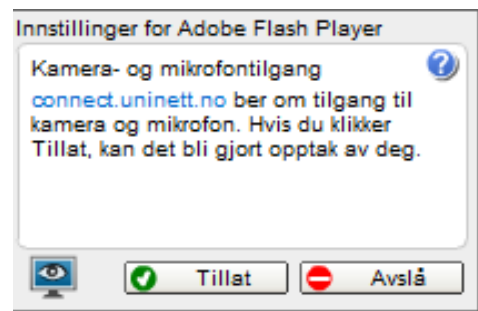 Innstillinger for Adobe Flash Player
Kamera- og mikrofontilgang
connect.uninett.no ber om tilgang til
kamera og mikrofon. Hvis du klikker
Tillat, kan det bli gjort opptak av deg.
Tillat
Avslå